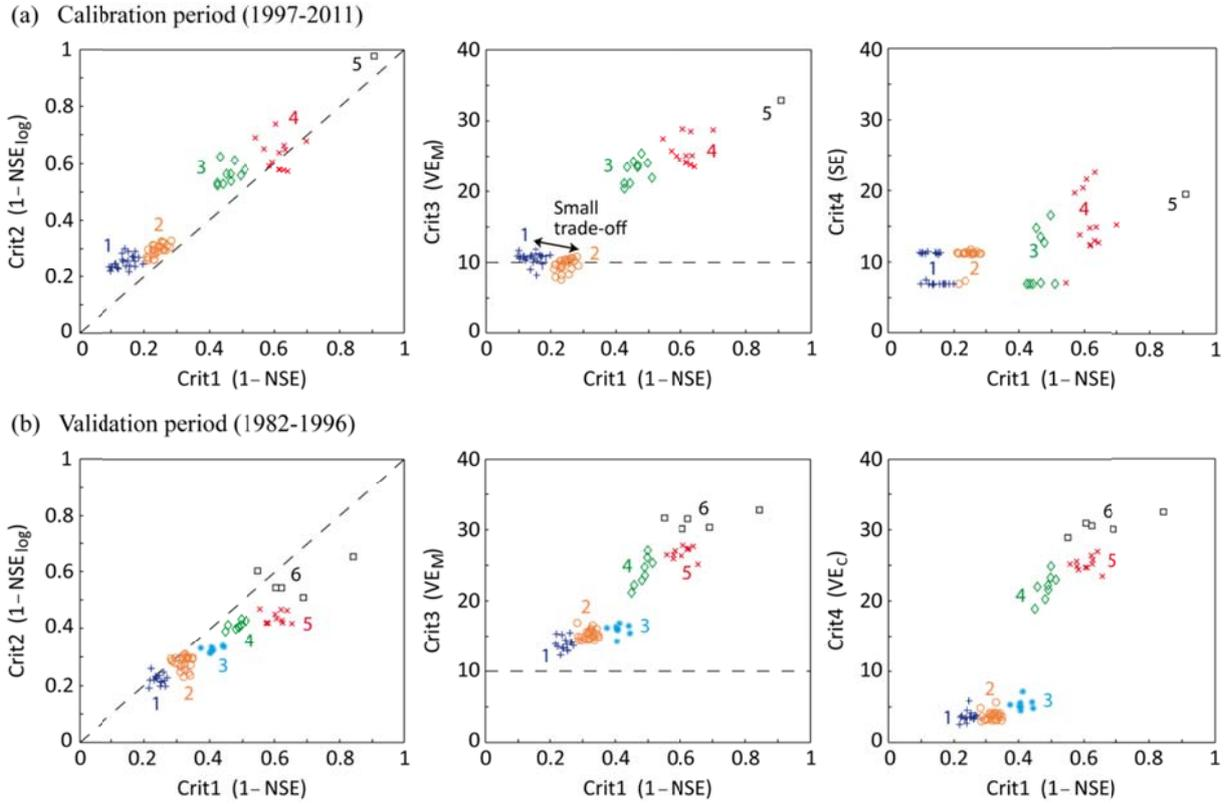 (a) Calibration period (1997-2011)
Crit2 (1– NSElog)
1
0.8
0.6
0.4
0.2
0
1
2
3
4
5
0 0.2 0.4 0.6 0.8 1
Crit1 (1– NSE)
Crit3 (VEM)
40
30
20
10
0
Small
trade-off
1
2
3
4
5
0 0.2 0.4 0.6 0.8 1
Crit1 (1– NSE)
Crit4 (SE)
40
30
20
10
0
1
2
3
4
5
0 0.2 0.4 0.6 0.8 1
Crit1 (1– NSE)
(b) Validation period (1982-1996)
Crit2 (1– NSElog)
1
0.8
0.6
0.4
0.2
0
1
2
3
4
5
6
0 0.2 0.4 0.6 0.8 1
Crit1 (1– NSE)
Crit3 (VEM)
40
30
20
10
0
1
2
3
4
5
6
0 0.2 0.4 0.6 0.8 1
Crit1 (1– NSE)
Crit4 (VEC)
40
30
20
10
0
1
2
3
4
5
6
0 0.2 0.4 0.6 0.8 1
Crit1 (1– NSE)